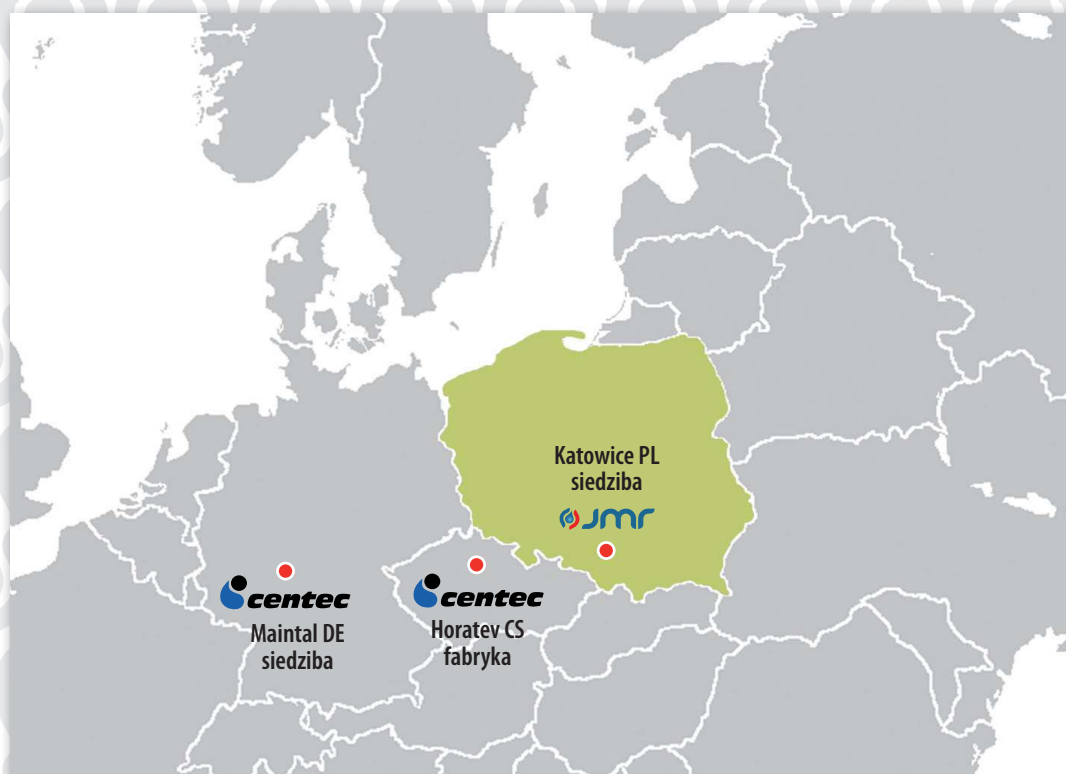 Katowice PL
siedziba
jmr
centec
Maintal DE
siedziba
centec
Horatev CS
fabryka